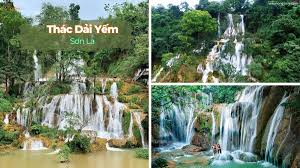 Thác Dải Yếm
Sơn La